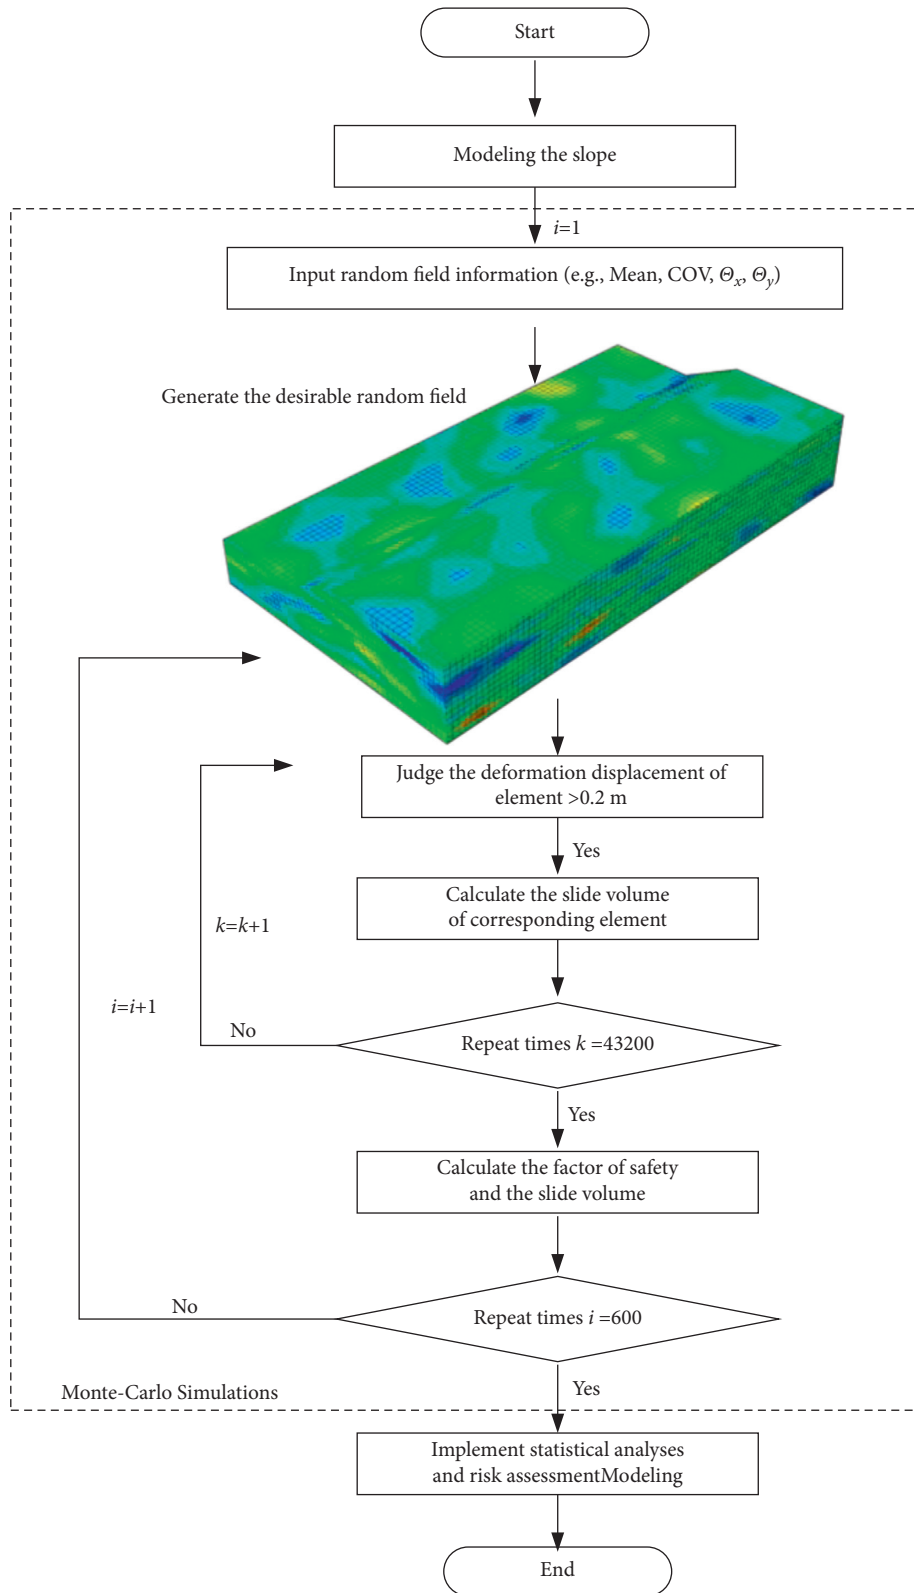 Start
Modeling the slope
i=1
Input random field information (e.g., Mean, COV, Θx, Θy)
Generate the desirable random field
Judge the deformation displacement of
element >0.2 m
Yes
Calculate the slide volume
of corresponding element
k=k+1
i=i+1
No
Repeat times k =43200
Yes
Calculate the factor of safety
and the slide volume
No
Repeat times i =600
Yes
Monte-Carlo Simulations
Implement statistical analyses
and risk assessmentModeling
End